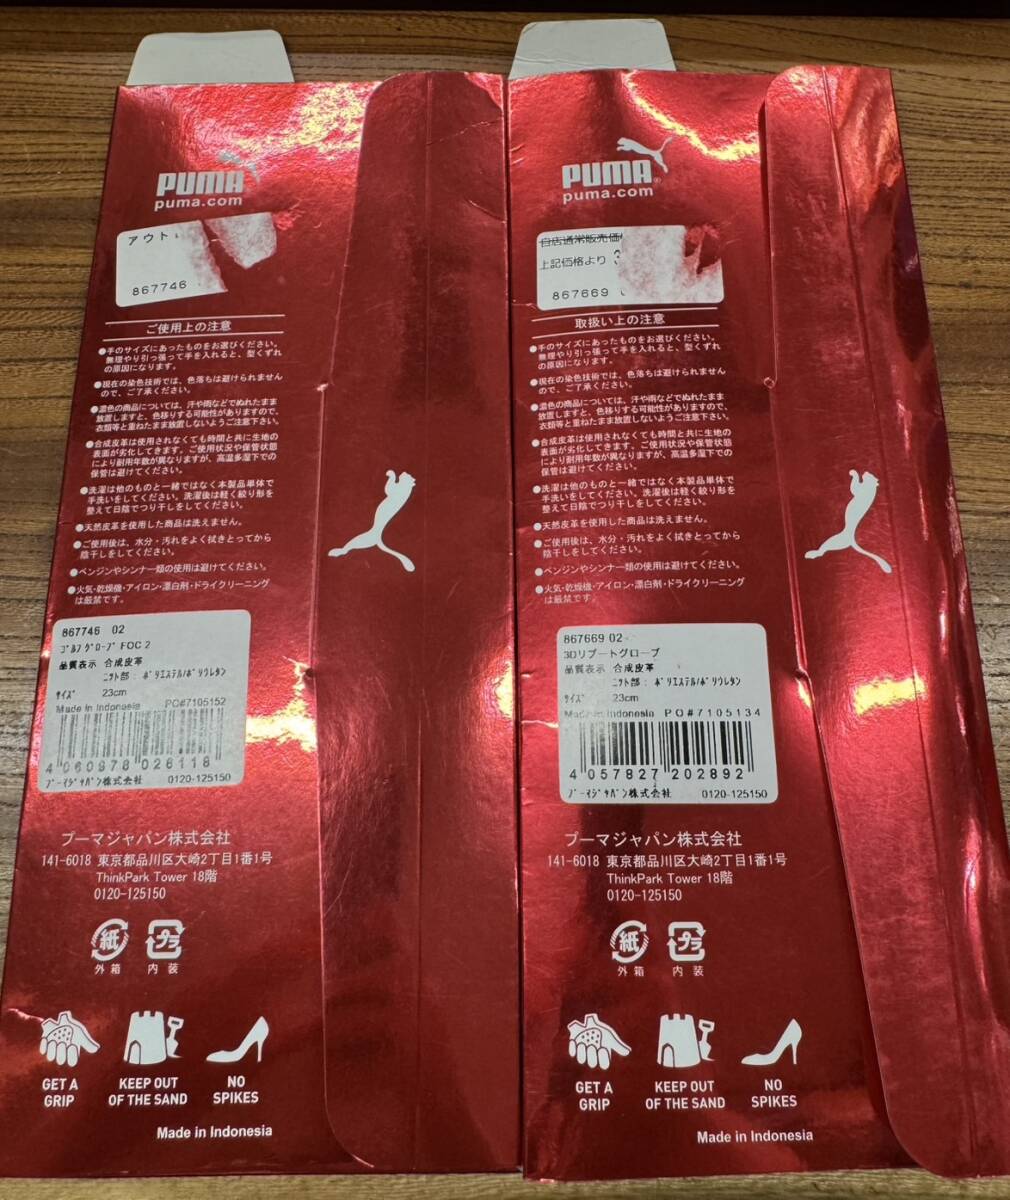 PUMA
puma.com
アウト
867746
ご使用上の注意
●手のサイズにあったものをお選びください。
無理やり引っ張って手を入れると、型くずれ
の原因になります。
●現在の染色技術では、色落ちは避けられません
ので、ご了承ください。
●濃色の商品については、汗や雨などでぬれたまま
放置しますと、色移りする可能性がありますので、
衣類等と重ねたまま放置しないようご注意下さい。
●合成皮革は使用されなくても時間と共に生地の
表面が劣化してきます。ご使用状況や保管状態
により耐用年数が異なりますが、高温多湿下での
保管は避けてください。
●洗濯は他のものと一緒ではなく本製品単体で
手洗いをしてください。洗濯後は軽く絞り形を
整えて日陰でつり干しをしてください。
●天然皮革を使用した商品は洗えません。
●ご使用後は、水分・汚れをよく拭きとってから
陰干しをしてください。
●ベンジンやシンナー類の使用は避けてください。
●火気・乾燥機・アイロン・漂白剤・ドライクリーニング
は厳禁です。
867746 02
ｺﾞﾙﾌ ｸﾞﾛｰﾌﾞ FOC 2
品質表示 合成皮革
ﾆｯﾄ部: ﾎﾟﾘｴｽﾃﾙ/ﾎﾟﾘｳﾚﾀﾝ
ｻｲｽﾞ 23cm
Made in Indonesia PO#7105152
4 060978 026118
ﾌﾟｰﾏｼﾞｬﾊﾟﾝ株式会社 0120-125150
プーマジャパン株式会社
141-6018 東京都品川区大崎2丁目1番1号
ThinkPark Tower 18階
0120-125150
紙 プラ
外箱 内装
GET A
GRIP
KEEP OUT
OF THE SAND
NO
SPIKES
Made in Indonesia
PUMA®
puma.com
自店通常販売価
上記価格より 3
867669
取扱い上の注意
●手のサイズにあったものをお選びください。
無理やり引っ張って手を入れると、型くずれ
の原因になります。
●現在の染色技術では、色落ちは避けられません
ので、ご了承ください。
●濃色の商品については、汗や雨などでぬれたまま
放置しますと、色移りする可能性がありますので、
衣類等と重ねたまま放置しないようご注意下さい。
●合成皮革は使用されなくても時間と共に生地の
表面が劣化してきます。ご使用状況や保管状態
により耐用年数が異なりますが、高温多湿下での
保管は避けてください。
●洗濯は他のものと一緒ではなく本製品単体で
手洗いをしてください。洗濯後は軽く絞り形を
整えて日陰でつり干しをしてください。
●天然皮革を使用した商品は洗えません。
●ご使用後は、水分・汚れをよく拭きとってから
陰干しをしてください。
●ベンジンやシンナー類の使用は避けてください。
●火気・乾燥機・アイロン・漂白剤・ドライクリーニング
は厳禁です。
867669 02
3Dリブートグローブ
品質表示 合成皮革
ﾆｯﾄ部: ﾎﾟﾘｴｽﾃﾙ/ﾎﾟﾘｳﾚﾀﾝ
ｻｲｽﾞ 23cm
Made in Indonesia PO#7105134
4 057827 202892
ﾌﾟｰﾏｼﾞｬﾊﾟﾝ株式会社 0120-125150
プーマジャパン株式会社
141-6018 東京都品川区大崎2丁目1番1号
ThinkPark Tower 18階
0120-125150
紙 プラ
外箱 内装
GET A
GRIP
KEEP OUT
OF THE SAND
NO
SPIKES
Made in Indonesia